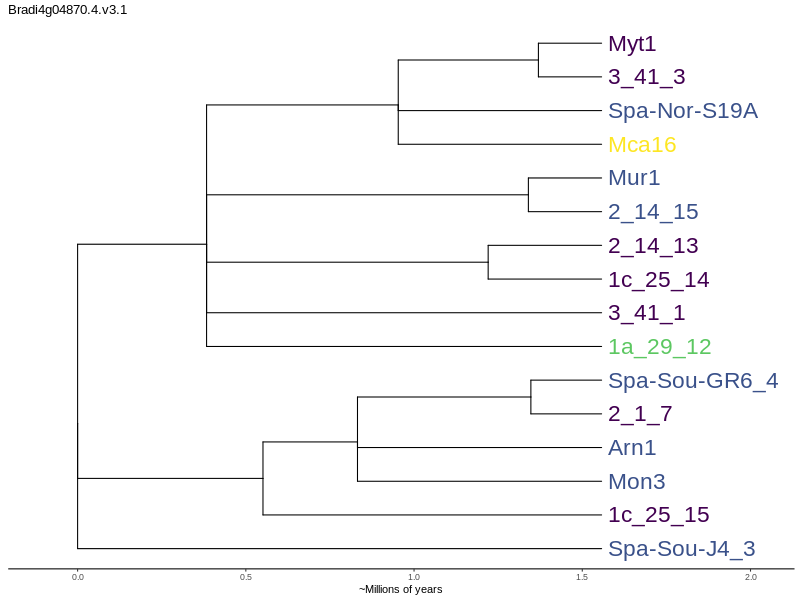 Bradi4g04870.4.v3.1
Myt1
3_41_3
Spa-Nor-S19A
Mca16
Mur1
2_14_15
2_14_13
1c_25_14
3_41_1
1a_29_12
Spa-Sou-GR6_4
2_1_7
Arn1
Mon3
1c_25_15
Spa-Sou-J4_3
0.0 0.5 1.0 1.5 2.0
~Millions of years